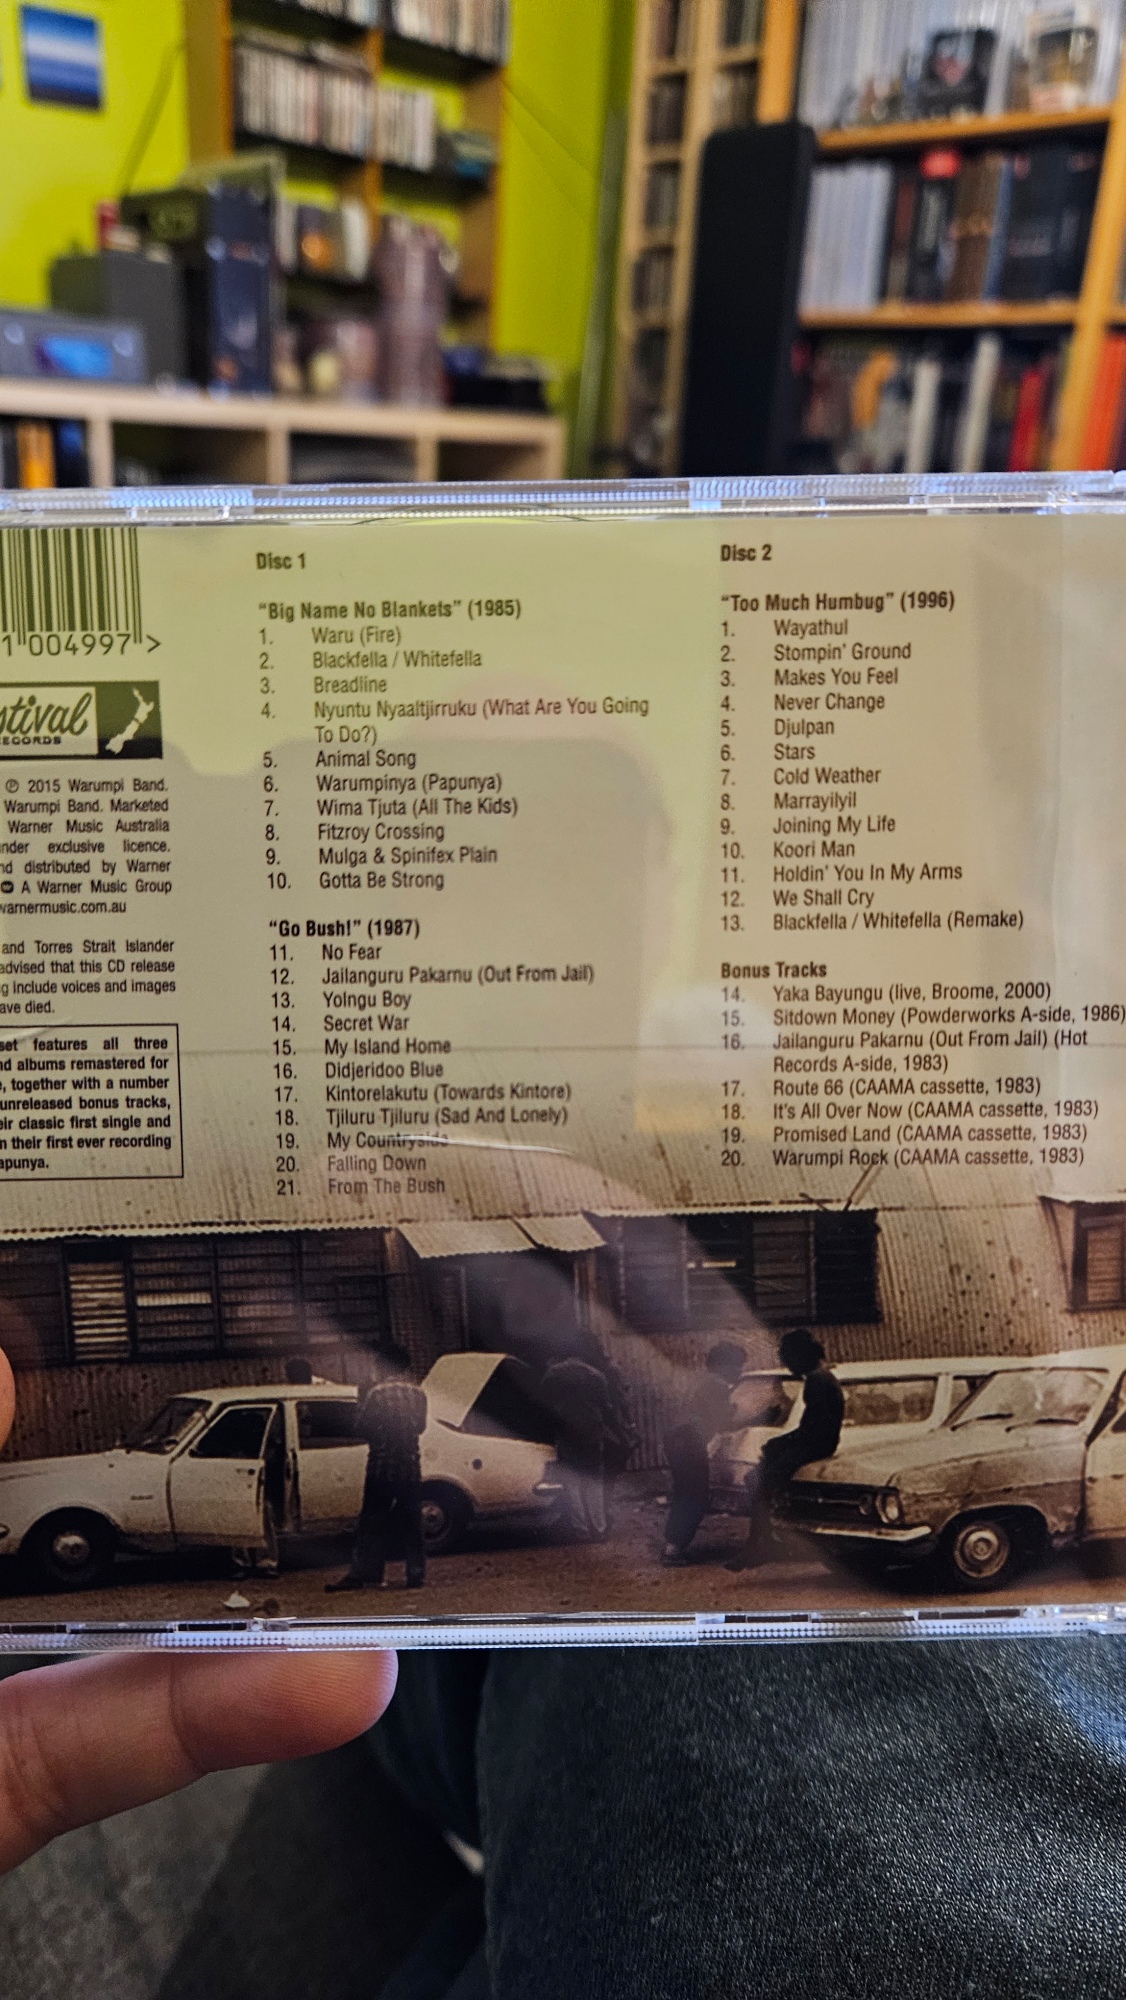 1"004997">
stival
ECORDS
℗ 2015 Warumpi Band.
Warumpi Band. Marketed
Warner Music Australia
nder exclusive licence.
nd distributed by Warner
A Warner Music Group
warnermusic.com.au
and Torres Strait Islander
advised that this CD release
g include voices and images
ave died.
set features all three
nd albums remastered for
e, together with a number
unreleased bonus tracks,
eir classic first single and
n their first ever recording
apunya.
Disc 1
"Big Name No Blankets" (1985)
1. Waru (Fire)
2. Blackfella / Whitefella
3. Breadline
4. Nyuntu Nyaaltjirruku (What Are You Going
To Do?)
5. Animal Song
6. Warumpinya (Papunya)
7. Wima Tjuta (All The Kids)
8. Fitzroy Crossing
9. Mulga & Spinifex Plain
10. Gotta Be Strong
"Go Bush!" (1987)
11. No Fear
12. Jailanguru Pakarnu (Out From Jail)
13. Yolngu Boy
14. Secret War
15. My Island Home
16. Didjeridoo Blue
17. Kintorelakutu (Towards Kintore)
18. Tjiluru Tjiluru (Sad And Lonely)
19. My Countryside
20. Falling Down
21. From The Bush
Disc 2
"Too Much Humbug" (1996)
1. Wayathul
2. Stompin' Ground
3. Makes You Feel
4. Never Change
5. Djulpan
6. Stars
7. Cold Weather
8. Marrayilyil
9. Joining My Life
10. Koori Man
11. Holdin' You In My Arms
12. We Shall Cry
13. Blackfella / Whitefella (Remake)
Bonus Tracks
14. Yaka Bayungu (live, Broome, 2000)
15. Sitdown Money (Powderworks A-side, 1986)
16. Jailanguru Pakarnu (Out From Jail) (Hot
Records A-side, 1983)
17. Route 66 (CAAMA cassette, 1983)
18. It's All Over Now (CAAMA cassette, 1983)
19. Promised Land (CAAMA cassette, 1983)
20. Warumpi Rock (CAAMA cassette, 1983)